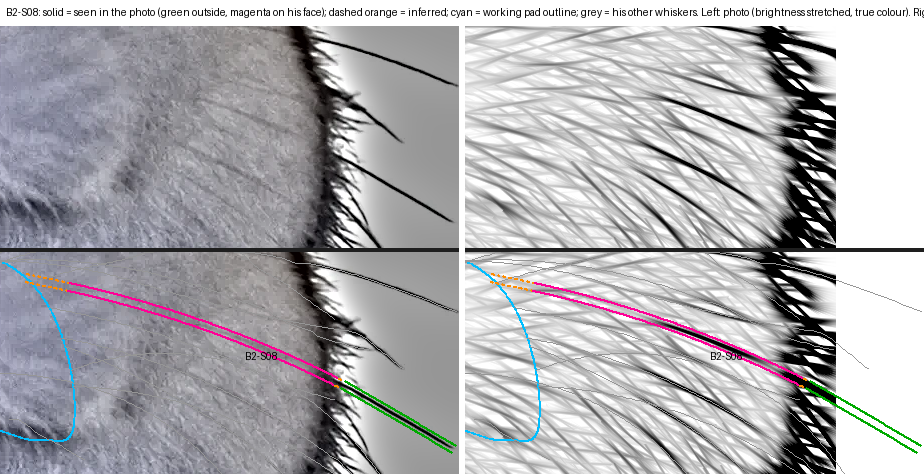 B2-S08: solid = seen in the photo (green outside, magenta on his face); dashed orange = inferred; cyan = working pad outline; grey = his other whiskers. Left: photo (brightness stretched, true colour).
B2-S08
B2-S08